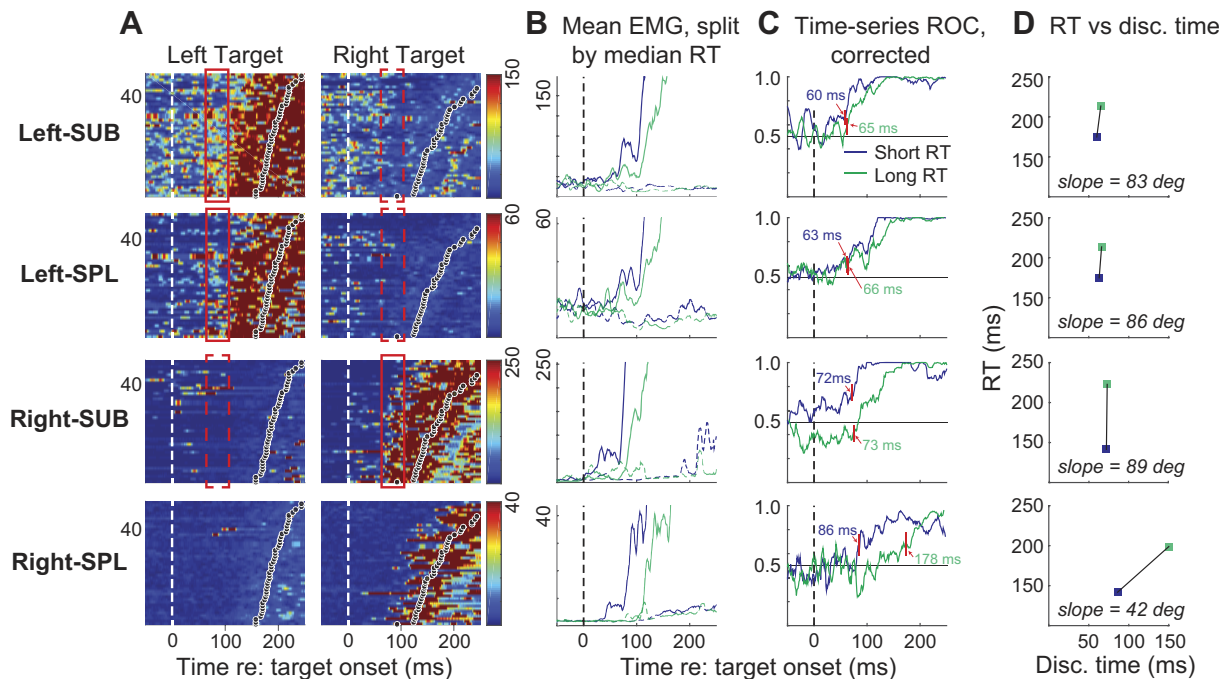 A
B
C
D
Left Target
Right Target
Mean EMG, split
by median RT
Time-series ROC,
corrected
RT vs disc. time
Left-SUB
40
150
150
1.0
0.5
60 ms
65 ms
Short RT
Long RT
250
200
150
slope = 83 deg
Left-SPL
40
60
60
1.0
0.5
63 ms
66 ms
250
200
150
slope = 86 deg
Right-SUB
40
250
250
1.0
0.5
72ms
73 ms
RT (ms)
250
200
150
slope = 89 deg
Right-SPL
40
40
40
1.0
0.5
86 ms
178 ms
250
200
150
slope = 42 deg
0 100 200
0 100 200
0 100 200
0 100 200
50 100 150
Time re: target onset (ms)
Time re: target onset (ms)
Disc. time
(ms)